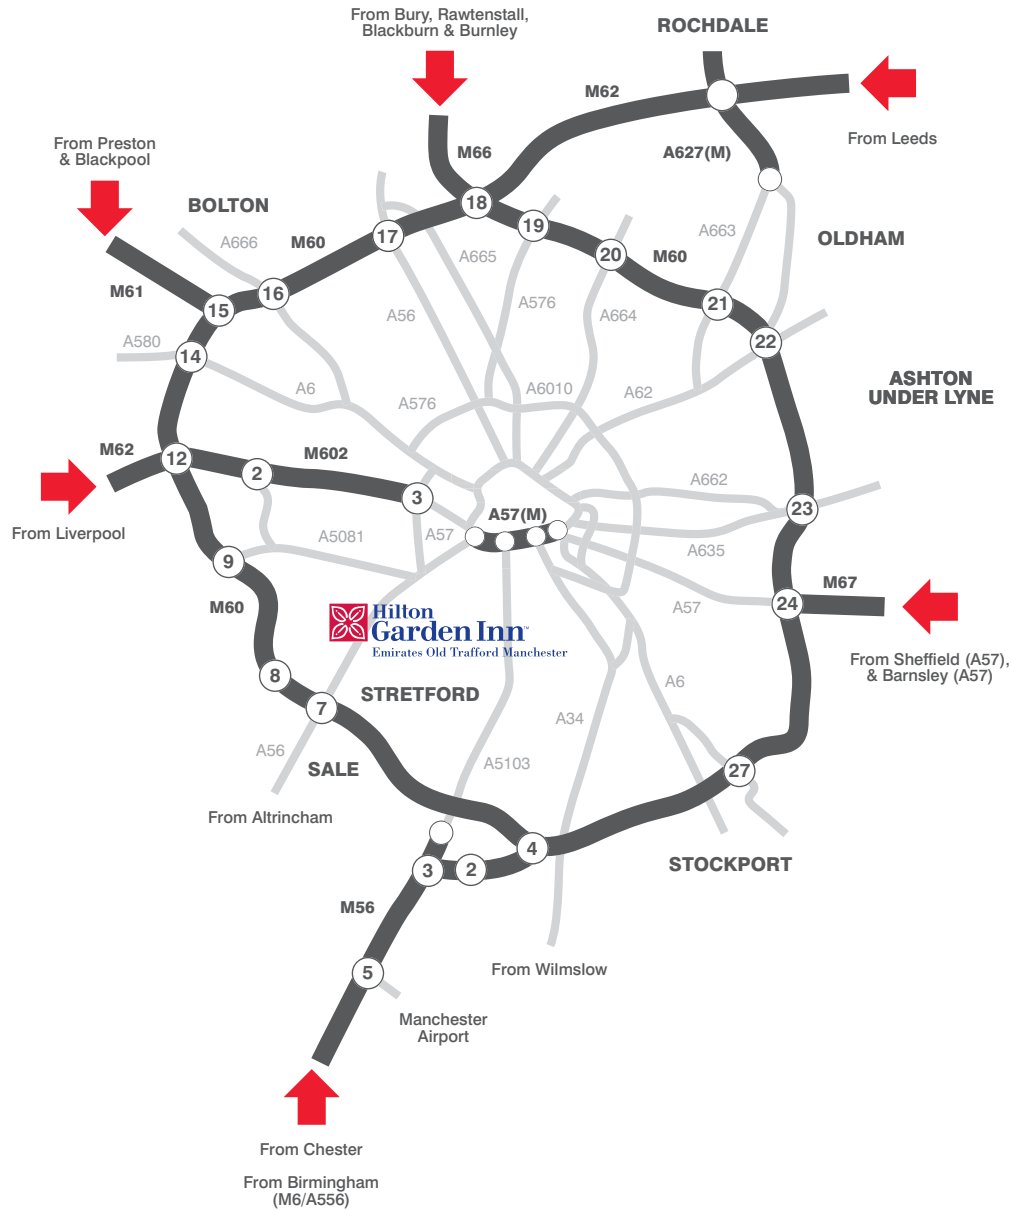 From Bury, Rawtenstall,
Blackburn & Burnley
ROCHDALE
M62
From Leeds
From Preston
& Blackpool
M66
A627(M)
BOLTON
18
A666
M60
17
19
A663
OLDHAM
A665
20
M60
M61
16
15
A56
A576
A664
21
A580
14
22
A6
A576
A6010
A62
ASHTON
UNDER LYNE
M62
12
M602
2
3
A662
23
From Liverpool
A57(M)
A5081
A57
A635
9
M67
M60
24
A57
Hilton
Garden Inn™
Emirates Old Trafford Manchester
From Sheffield (A57),
& Barnsley (A57)
8
A6
STRETFORD
7
A34
A56
A5103
SALE
27
From Altrincham
4
3
2
STOCKPORT
M56
5
From Wilmslow
Manchester
Airport
From Chester
From Birmingham
(M6/A556)